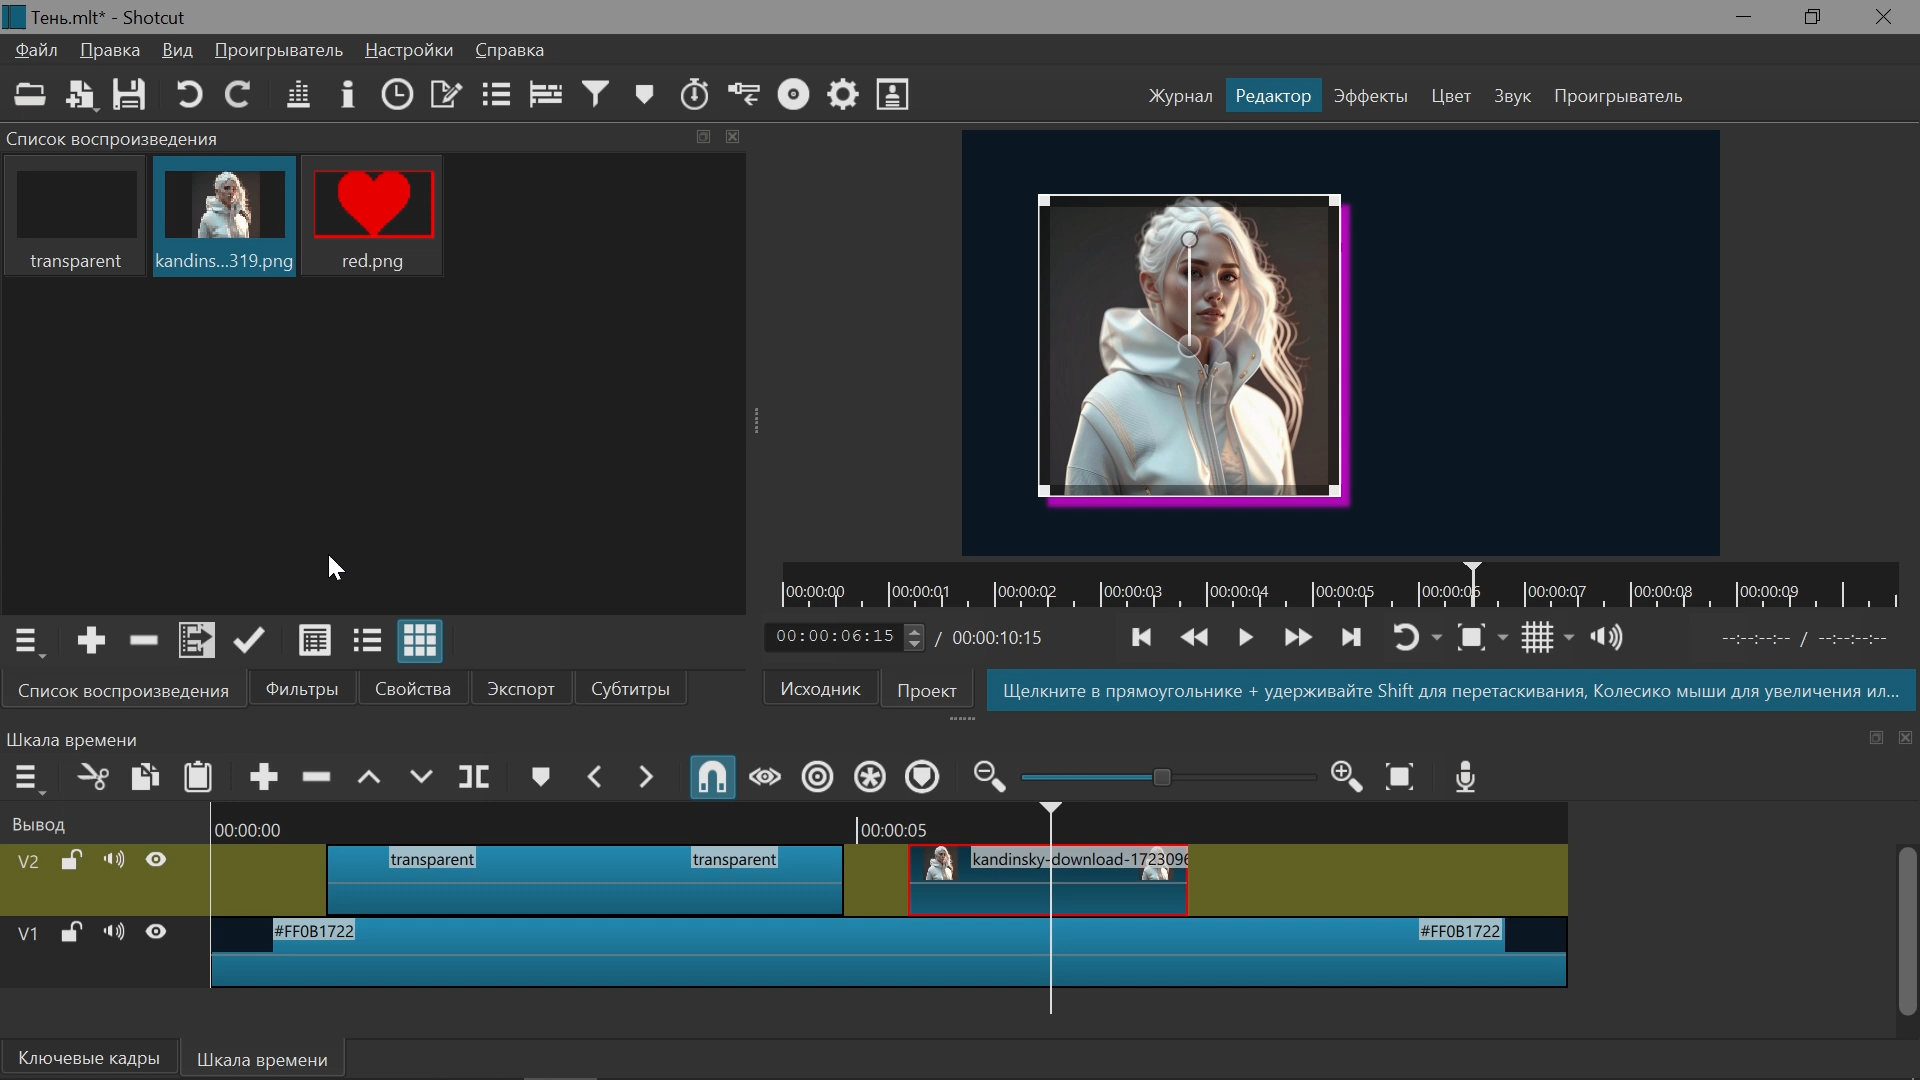 Тень.mlt* - Shotcut
Файл Правка Вид Проигрыватель Настройки Справка
Журнал Редактор Эффекты Цвет Звук Проигрыватель
Список воспроизведения
transparent kandins...319.png red.png
00:00:00 00:00:01 00:00:02 00:00:03 00:00:04 00:00:05 00:00:06 00:00:07 00:00:08 00:00:09
00:00:06:15 / 00:00:10:15 --:--:--:-- / --:--:--:--
Список воспроизведения Фильтры Свойства Экспорт Субтитры Исходник Проект Щелкните в прямоугольнике + удерживайте Shift для перетаскивания, Колесико мыши для увеличения ил...
Шкала времени
Вывод 00:00:00 00:00:05
V2 transparent transparent kandinsky-download-1723096
V1 #FF0B1722 #FF0B1722
Ключевые кадры Шкала времени